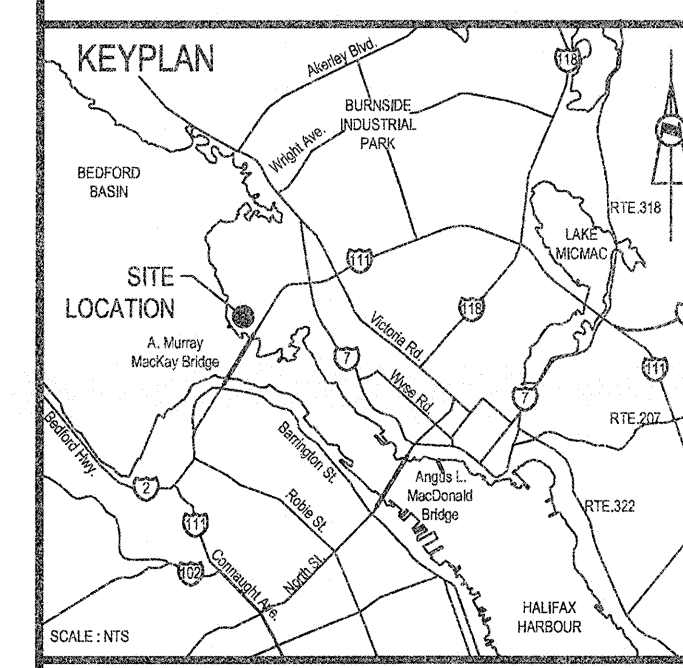 KEYPLAN
Akerley Blvd.
118
BURNSIDE
INDUSTRIAL
PARK
Wright Ave.
BEDFORD
BASIN
RTE.318
LAKE
MICMAC
111
SITE
LOCATION
118
A. Murray
MacKay Bridge
Victoria Rd.
7
111
Wyse Rd.
7
RTE.207
Bedford Hwy.
Barrington St.
2
Angus L.
MacDonald
Bridge
Robie St.
RTE.322
111
102
North St.
Connaught Ave.
HALIFAX
HARBOUR
SCALE : NTS